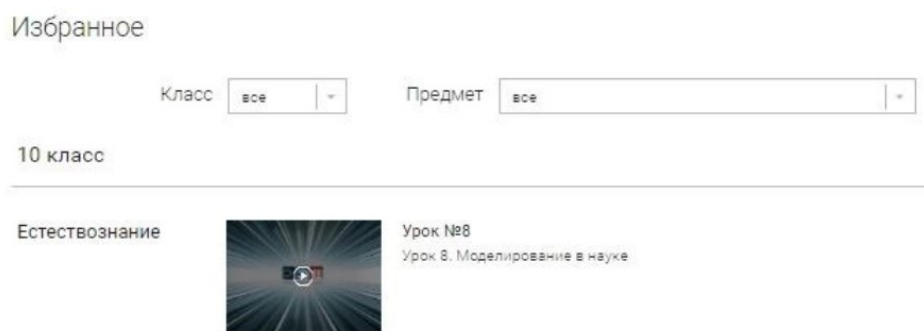 Избранное
Класс все Предмет все
10 класс
Естествознание Урок №8
Урок 8. Моделирование в науке